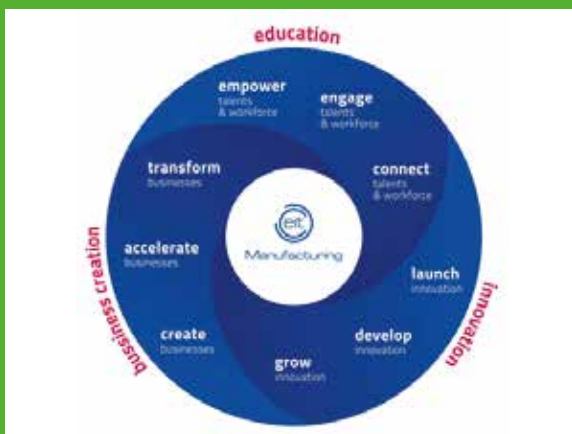 education
empower
talents
& workforce
engage
talents
& workforce
connect
talents
& workforce
launch
innovation
innovation
develop
innovation
grow
innovation
create
businesses
bussiness creation
accelerate
businesses
transform
businesses
eit
Manufacturing